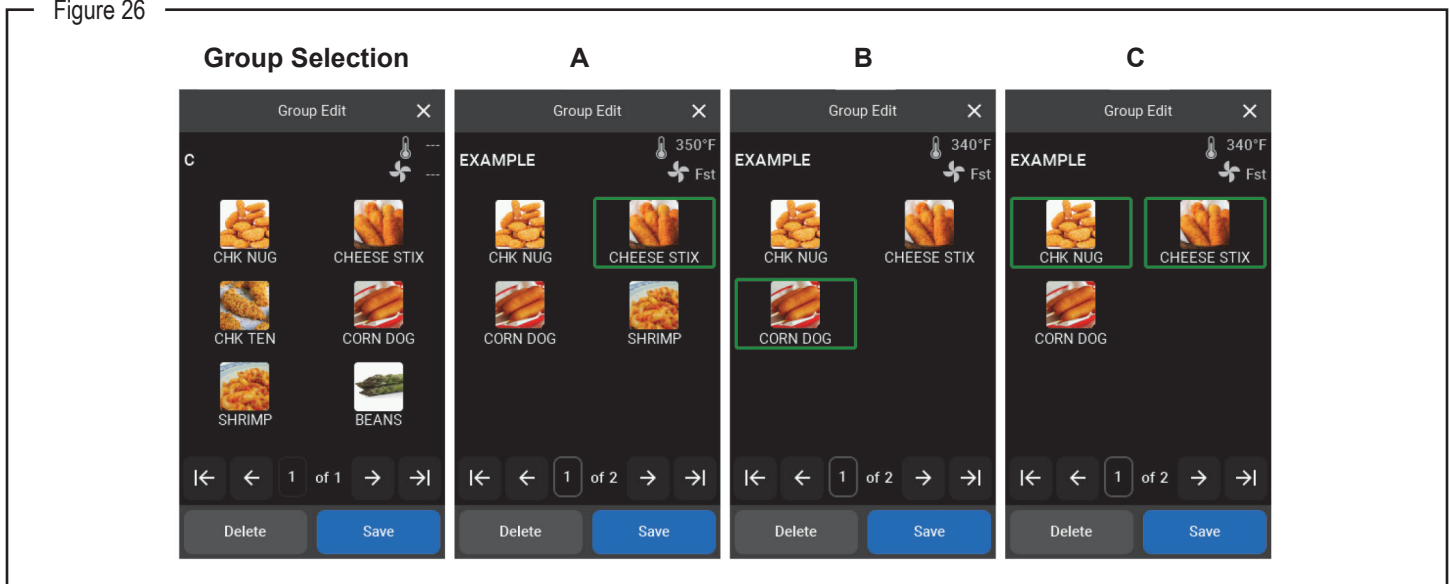 Figure 26
Group Selection
A
B
C
Group Edit ×
C
---
---
CHK NUG CHEESE STIX
CHK TEN CORN DOG
SHRIMP BEANS
1 of 1
Delete Save
Group Edit ×
EXAMPLE
350°F
Fst
CHK NUG CHEESE STIX
CORN DOG SHRIMP
1 of 2
Delete Save
Group Edit ×
EXAMPLE
340°F
Fst
CHK NUG CHEESE STIX
CORN DOG
1 of 2
Delete Save
Group Edit ×
EXAMPLE
340°F
Fst
CHK NUG CHEESE STIX
CORN DOG
1 of 2
Delete Save